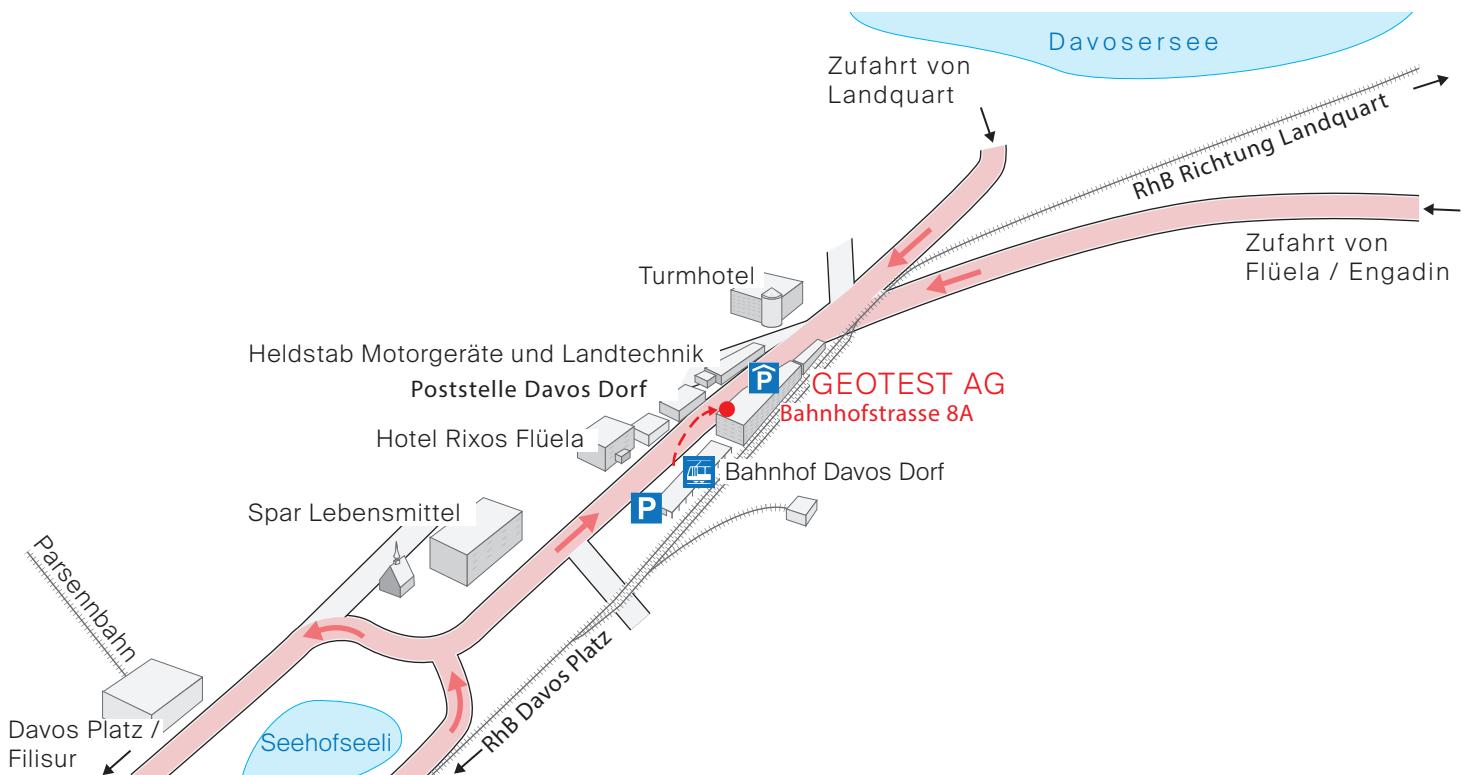 Davosersee
Zufahrt von
Landquart
RhB Richtung Landquart
Zufahrt von
Flüela / Engadin
Turmhotel
Heldstab Motorgeräte und Landtechnik
P
GEOTEST AG
Poststelle Davos Dorf
Bahnhofstrasse 8A
Hotel Rixos Flüela
Bahnhof Davos Dorf
P
Spar Lebensmittel
Parsennbahn
RhB Davos Platz
Davos Platz /
Filisur
Seehofseeli